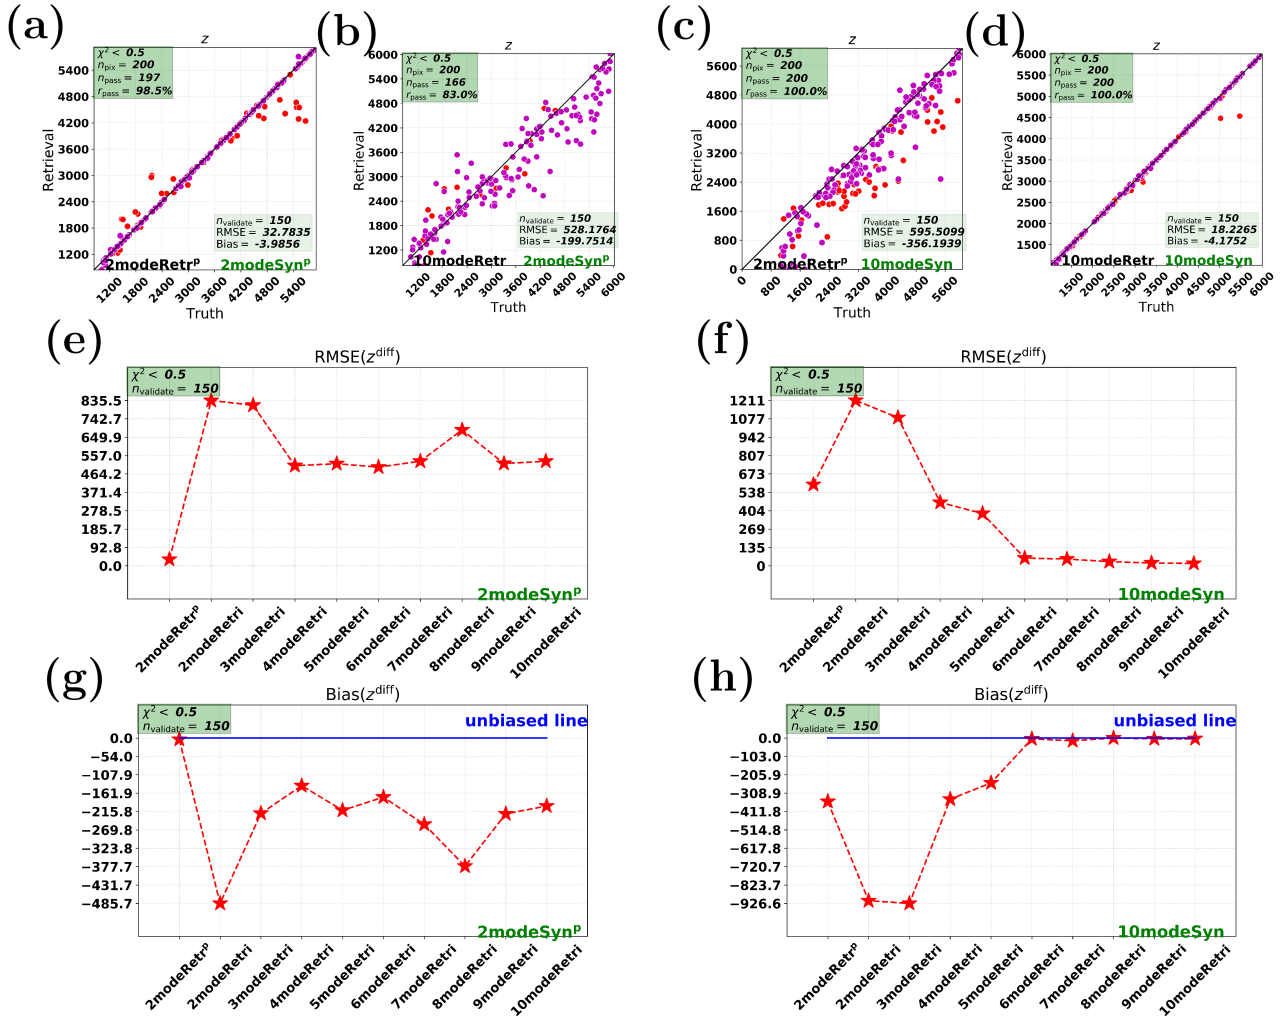 (a)
z
χ² < 0.5
n_pix = 200
n_pass = 197
r_pass = 98.5%
5400
4800
4200
3600
3000
2400
1800
1200
Retrieval
n_validate = 150
RMSE = 32.7835
Bias = -3.9856
2modeRetrᵖ
2modeSynᵖ
1200
1800
2400
3000
3600
4200
4800
5400
Truth
(b)
z
χ² < 0.5
n_pix = 200
n_pass = 166
r_pass = 83.0%
6000
5400
4800
4200
3600
3000
2400
1800
1200
Retrieval
n_validate = 150
RMSE = 528.1764
Bias = -199.7514
10modeRetr
2modeSynᵖ
1200
1800
2400
3000
3600
4200
4800
5400
6000
Truth
(c)
z
χ² < 0.5
n_pix = 200
n_pass = 200
r_pass = 100.0%
5600
4800
4000
3200
2400
1600
800
0
Retrieval
n_validate = 150
RMSE = 595.5099
Bias = -356.1939
2modeRetrᵖ
10modeSyn
0
800
1600
2400
3200
4000
4800
5600
Truth
(d)
z
χ² < 0.5
n_pix = 200
n_pass = 200
r_pass = 100.0%
6000
5500
5000
4500
4000
3500
3000
2500
2000
1500
Retrieval
n_validate = 150
RMSE = 18.2265
Bias = -4.1752
10modeRetr
10modeSyn
1500
2000
2500
3000
3500
4000
4500
5000
5500
6000
Truth
(e)
RMSE(z^diff)
χ² < 0.5
n_validate = 150
835.5
742.7
649.9
557.0
464.2
371.4
278.5
185.7
92.8
0.0
2modeSynᵖ
2modeRetrᵖ
2modeRetri
3modeRetri
4modeRetri
5modeRetri
6modeRetri
7modeRetri
8modeRetri
9modeRetri
10modeRetri
(f)
RMSE(z^diff)
χ² < 0.5
n_validate = 150
1211
1077
942
807
673
538
404
269
135
0
10modeSyn
2modeRetrᵖ
2modeRetri
3modeRetri
4modeRetri
5modeRetri
6modeRetri
7modeRetri
8modeRetri
9modeRetri
10modeRetri
(g)
Bias(z^diff)
χ² < 0.5
n_validate = 150
unbiased line
0.0
−54.0
−107.9
−161.9
−215.8
−269.8
−323.8
−377.7
−431.7
−485.7
2modeSynᵖ
2modeRetrᵖ
2modeRetri
3modeRetri
4modeRetri
5modeRetri
6modeRetri
7modeRetri
8modeRetri
9modeRetri
10modeRetri
(h)
Bias(z^diff)
χ² < 0.5
n_validate = 150
unbiased line
0.0
−103.0
−205.9
−308.9
−411.8
−514.8
−617.7
−720.7
−823.7
−926.6
10modeSyn
2modeRetrᵖ
2modeRetri
3modeRetri
4modeRetri
5modeRetri
6modeRetri
7modeRetri
8modeRetri
9modeRetri
10modeRetri